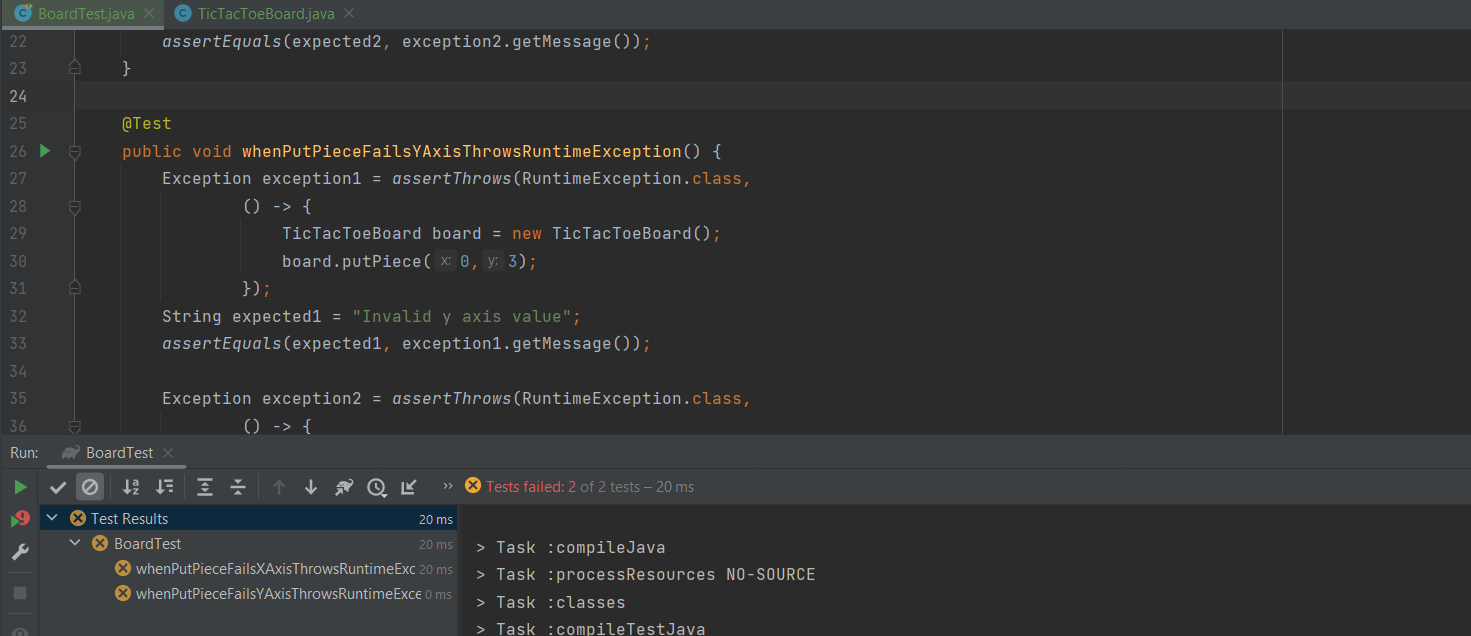 BoardTest.java TicTacToeBoard.java
22 assertEquals(expected2, exception2.getMessage());
23 }
24
25 @Test
26 public void whenPutPieceFailsYAxisThrowsRuntimeException() {
27 Exception exception1 = assertThrows(RuntimeException.class,
28 () -> {
29 TicTacToeBoard board = new TicTacToeBoard();
30 board.putPiece( x: 0, y: 3);
31 });
32 String expected1 = "Invalid y axis value";
33 assertEquals(expected1, exception1.getMessage());
34
35 Exception exception2 = assertThrows(RuntimeException.class,
36 () -> {
Run: BoardTest
» Tests failed: 2 of 2 tests – 20 ms
Test Results 20 ms
BoardTest 20 ms
whenPutPieceFailsXAxisThrowsRuntimeExc 20 ms
whenPutPieceFailsYAxisThrowsRuntimeExce 0 ms
> Task :compileJava
> Task :processResources NO-SOURCE
> Task :classes
> Task :compileTestJava